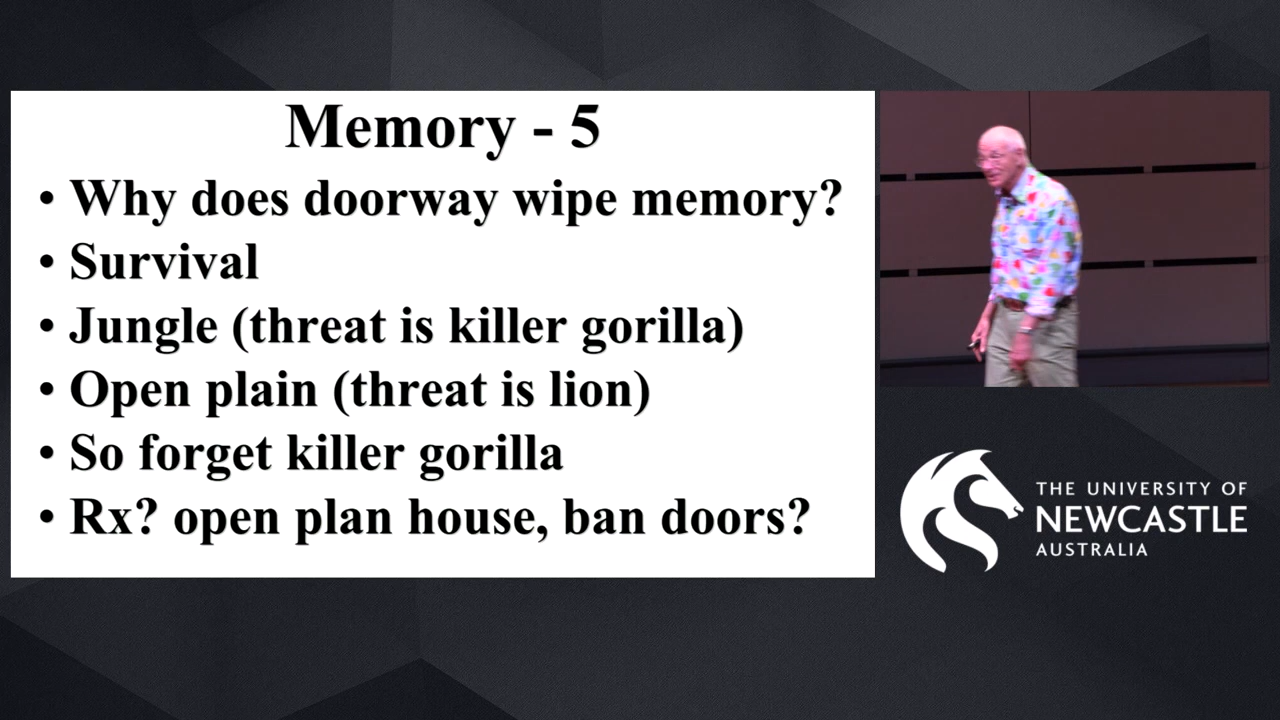 Memory - 5
• Why does doorway wipe memory?
• Survival
• Jungle (threat is killer gorilla)
• Open plain (threat is lion)
• So forget killer gorilla
• Rx? open plan house, ban doors?
THE UNIVERSITY OF
NEWCASTLE
AUSTRALIA